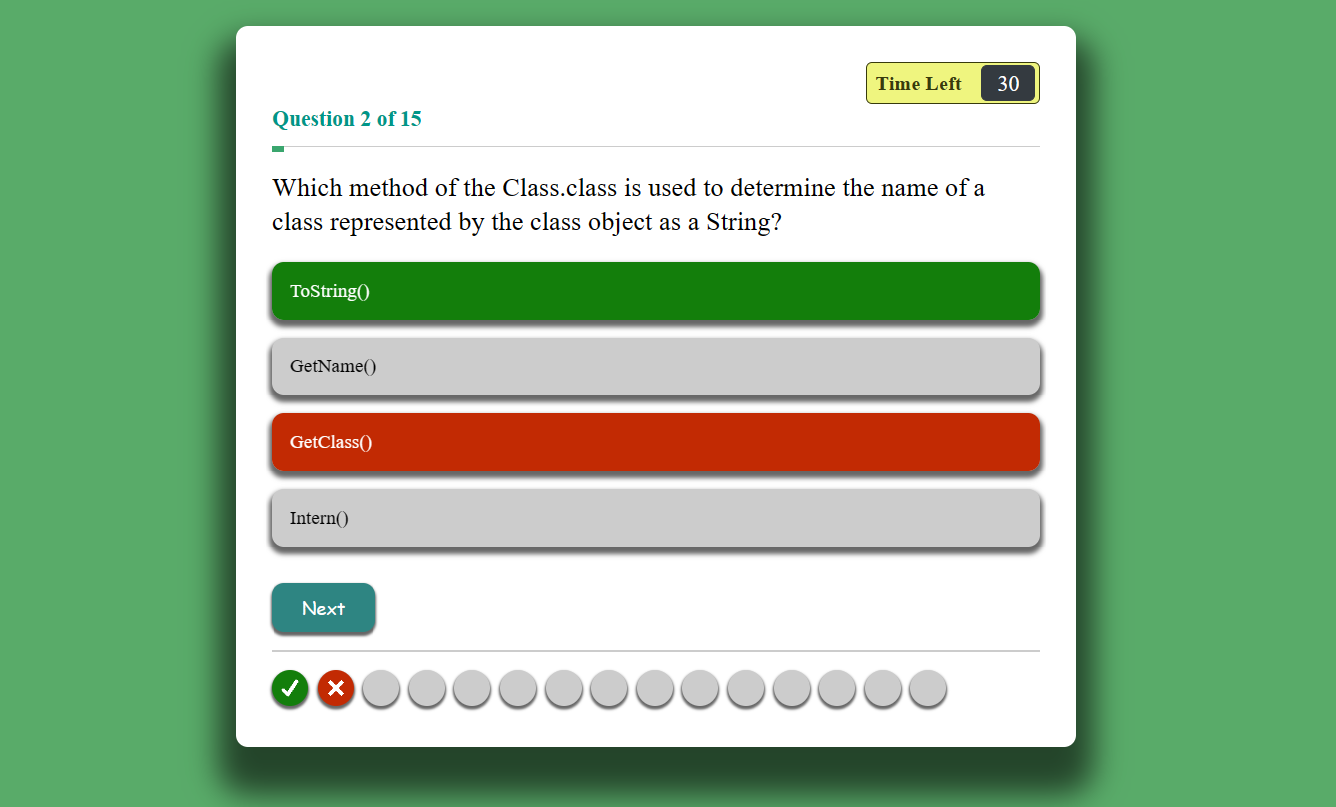 Time Left 30
Question 2 of 15
Which method of the Class.class is used to determine the name of a
class represented by the class object as a String?
ToString()
GetName()
GetClass()
Intern()
Next